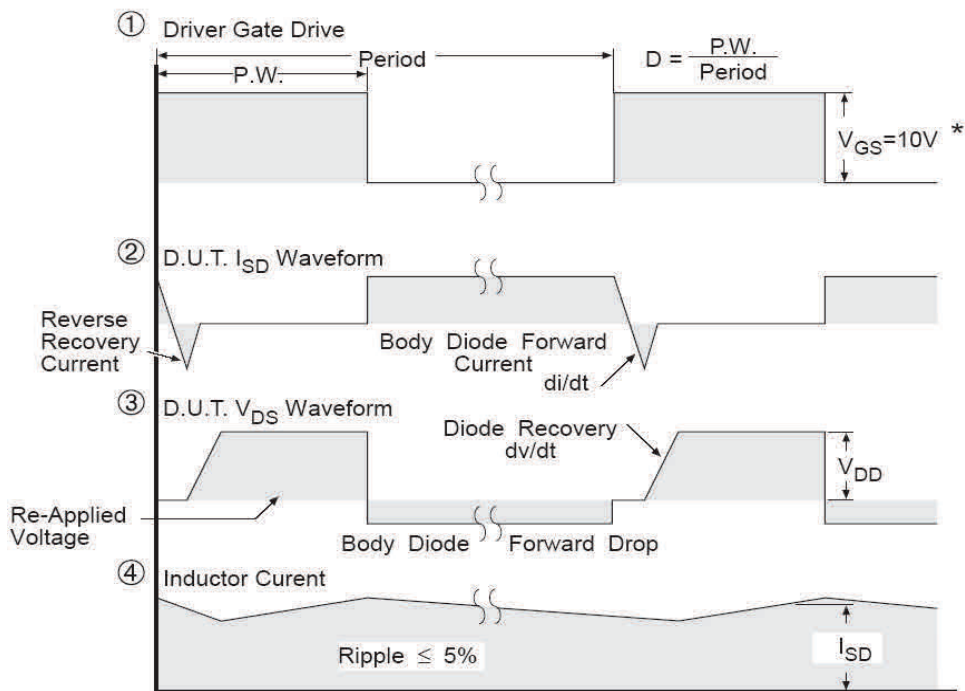 ① Driver Gate Drive
Period
P.W.
D = P.W. / Period
V_GS=10V *
② D.U.T. I_SD Waveform
Reverse
Recovery
Current
Body Diode Forward
Current
di/dt
③ D.U.T. V_DS Waveform
Diode Recovery
dv/dt
V_DD
Re-Applied
Voltage
Body Diode Forward Drop
④ Inductor Curent
Ripple ≤ 5%
I_SD